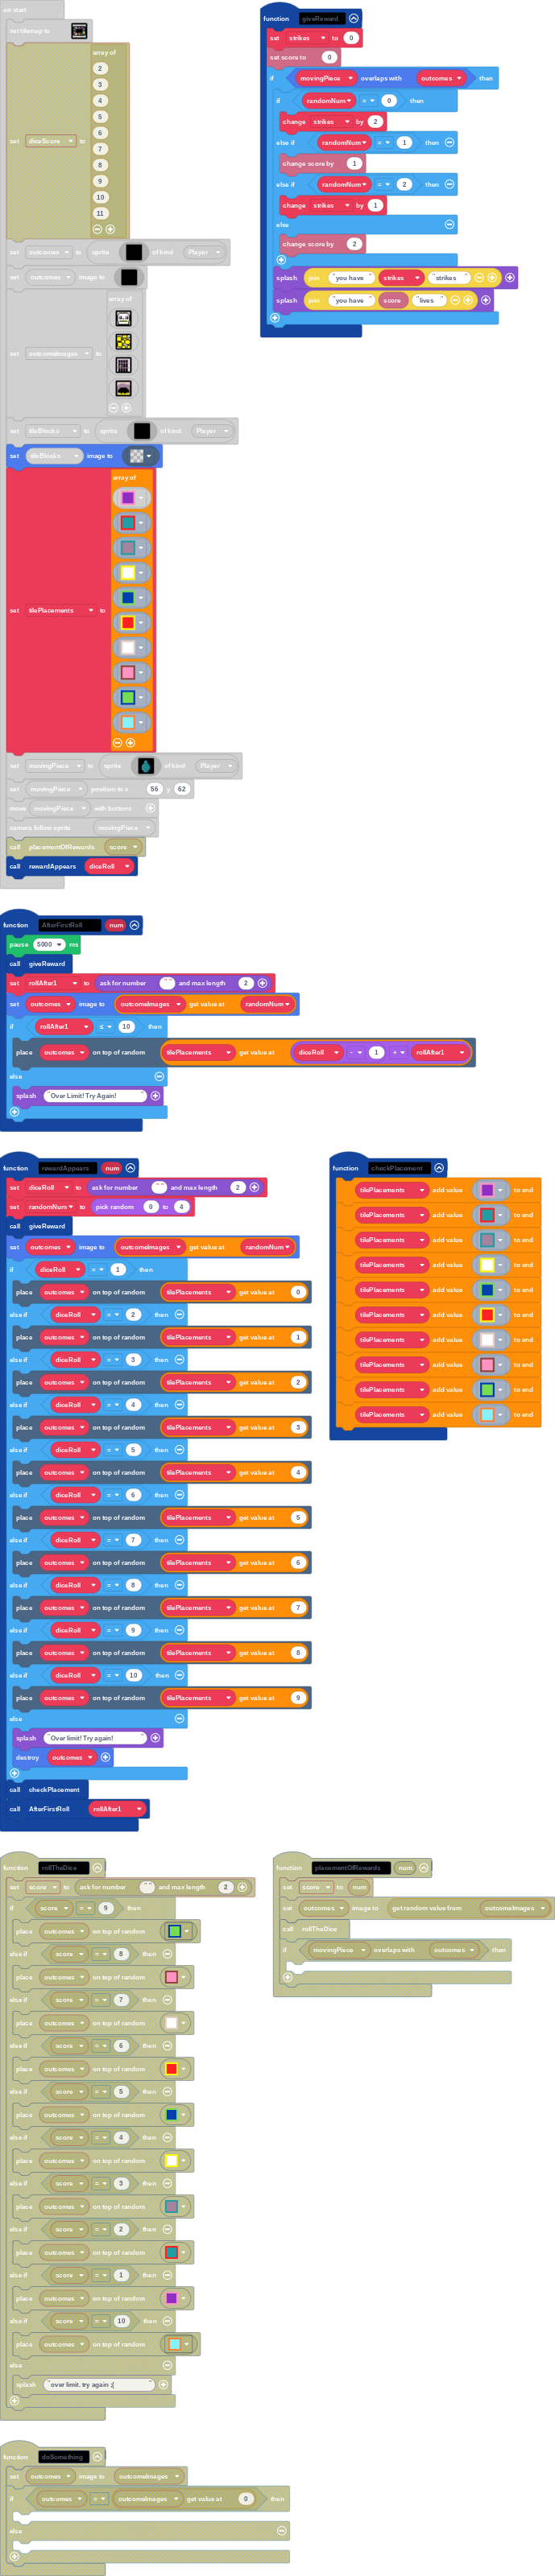 on start
set tilemap to
set diceScore to array of
2
3
4
5
6
7
8
9
10
11
set outcomes to sprite of kind Player
set outcomes image to
set outcomeImages to array of
set tileBlocks to sprite of kind Player
set tileBlocks image to
set tilePlacements to array of
set movingPiece to sprite of kind Player
set movingPiece position to x 56 y 62
move movingPiece with buttons
camera follow sprite movingPiece
call placementOfRewards score
call rewardAppears diceRoll
function giveReward
set strikes to 0
set score to 0
if movingPiece overlaps with outcomes then
if randomNum = 0 then
change strikes by 2
else if randomNum = 1 then
change score by 1
else if randomNum = 2 then
change strikes by 1
else
change score by 2
splash join "you have " strikes "strikes"
splash join "you have " score "lives"
function AfterFirstRoll num
pause 5000 ms
call giveReward
set rollAfter1 to ask for number " " and max length 2
set outcomes image to outcomeImages get value at randomNum
if rollAfter1 ≤ 10 then
place outcomes on top of random tilePlacements get value at diceRoll - 1 + rollAfter1
else
splash "Over Limit! Try Again!"
function rewardAppears num
set diceRoll to ask for number " " and max length 2
set randomNum to pick random 0 to 4
call giveReward
set outcomes image to outcomeImages get value at randomNum
if diceRoll = 1 then
place outcomes on top of random tilePlacements get value at 0
else if diceRoll = 2 then
place outcomes on top of random tilePlacements get value at 1
else if diceRoll = 3 then
place outcomes on top of random tilePlacements get value at 2
else if diceRoll = 4 then
place outcomes on top of random tilePlacements get value at 3
else if diceRoll = 5 then
place outcomes on top of random tilePlacements get value at 4
else if diceRoll = 6 then
place outcomes on top of random tilePlacements get value at 5
else if diceRoll = 7 then
place outcomes on top of random tilePlacements get value at 6
else if diceRoll = 8 then
place outcomes on top of random tilePlacements get value at 7
else if diceRoll = 9 then
place outcomes on top of random tilePlacements get value at 8
else if diceRoll = 10 then
place outcomes on top of random tilePlacements get value at 9
else
splash "Over limit! Try again!"
destroy outcomes
call checkPlacement
call AfterFirstRoll rollAfter1
function checkPlacement
tilePlacements add value to end
tilePlacements add value to end
tilePlacements add value to end
tilePlacements add value to end
tilePlacements add value to end
tilePlacements add value to end
tilePlacements add value to end
tilePlacements add value to end
tilePlacements add value to end
tilePlacements add value to end
function rollTheDice
set score to ask for number " " and max length 2
if score = 9 then
place outcomes on top of random
else if score = 8 then
place outcomes on top of random
else if score = 7 then
place outcomes on top of random
else if score = 6 then
place outcomes on top of random
else if score = 5 then
place outcomes on top of random
else if score = 4 then
place outcomes on top of random
else if score = 3 then
place outcomes on top of random
else if score = 2 then
place outcomes on top of random
else if score = 1 then
place outcomes on top of random
else if score = 10 then
place outcomes on top of random
else
splash "over limit. try again ;("
function placementOfRewards num
set score to num
set outcomes image to get random value from outcomeImages
call rollTheDice
if movingPiece overlaps with outcomes then
function doSomething
set outcomes image to outcomeImages
if outcomes = outcomeImages get value at 0 then
else